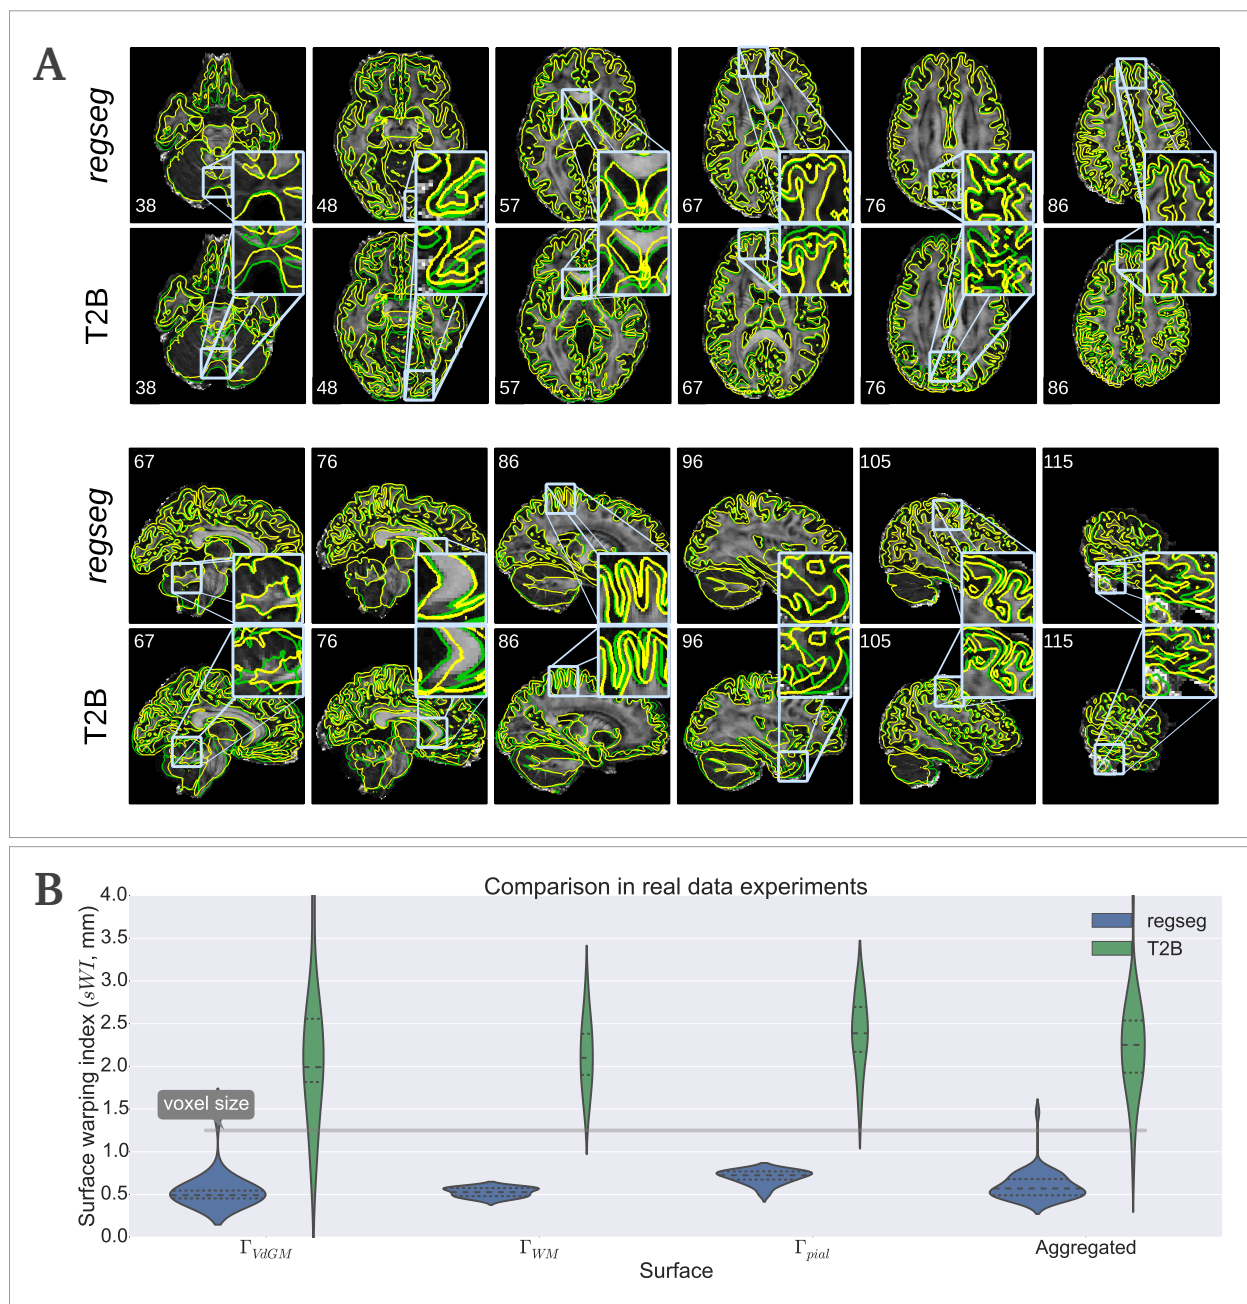 A
regseg
38
48
57
67
76
86
T2B
38
48
57
67
76
86
regseg
67
76
86
96
105
115
T2B
67
76
86
96
105
115
B
Comparison in real data experiments
Surface warping index (sWI, mm)
4.0
3.5
3.0
2.5
2.0
1.5
1.0
0.5
0.0
regseg
T2B
voxel size
Γ_VdGM
Γ_WM
Γ_pial
Aggregated
Surface